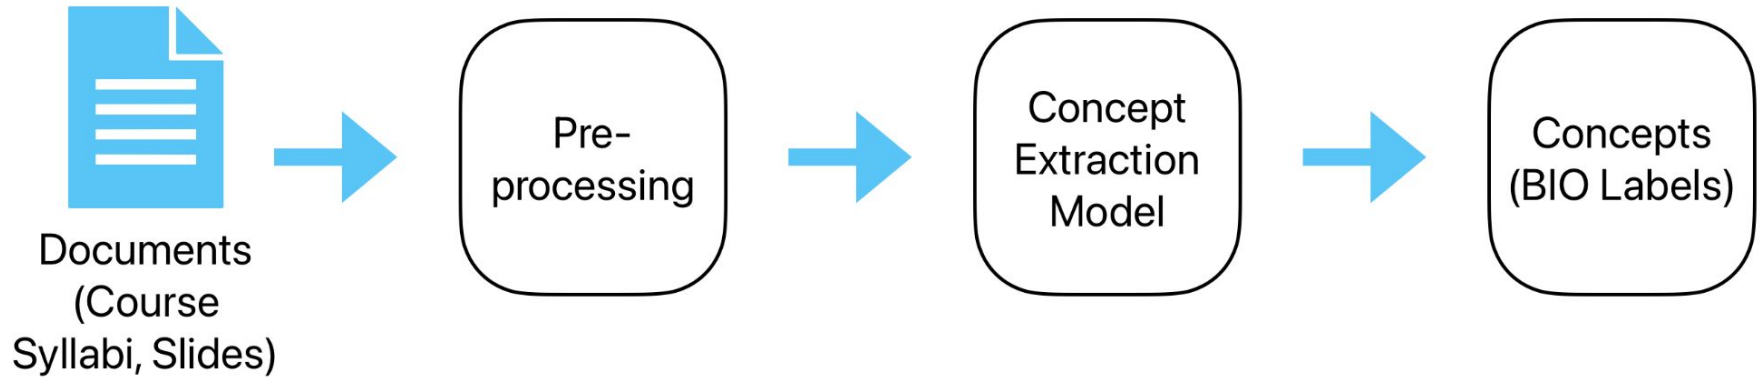 Documents
(Course
Syllabi, Slides)
Pre-
processing
Concept
Extraction
Model
Concepts
(BIO Labels)